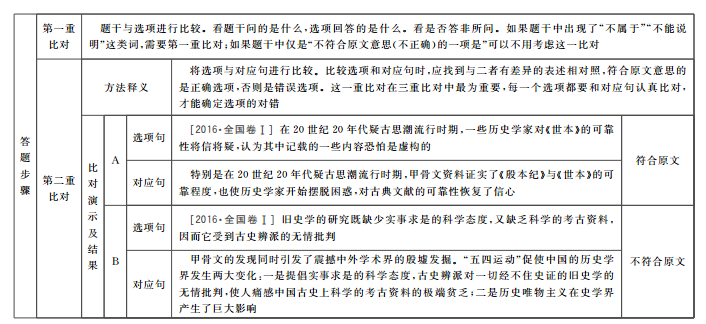 答题步骤
第一重
比对
题干与选项进行比较。看题干问的是什么,选项回答的是什么。看是否答非所问。如果题干中出现了“不属于”“不能说
明”这类词,需要第一重比对;如果题干中仅是“不符合原文意思(不正确)的一项是”可以不用考虑这一比对
第二重
比对
方法释义
将选项与对应句进行比较。比较选项和对应句时,应找到与二者有差异的表述相对照,符合原文意思的
是正确选项,否则是错误选项。这一重比对在三重比对中最为重要,每一个选项都要和对应句认真比对,
才能确定选项的对错
比对演示及结果
A
选项句
[2016·全国卷Ⅰ] 在20世纪20年代疑古思潮流行时期,一些历史学家对《世本》的可靠
性将信将疑,认为其中记载的一些内容恐怕是虚构的
对应句
特别是在20世纪20年代疑古思潮流行时期,甲骨文资料证实了《殷本纪》与《世本》的可
靠程度,也使历史学家开始摆脱困惑,对古典文献的可靠性恢复了信心
符合原文
B
选项句
[2016·全国卷Ⅰ] 旧史学的研究既缺少实事求是的科学态度,又缺乏科学的考古资料,
因而它受到古史辨派的无情批判
对应句
甲骨文的发现同时引发了震撼中外学术界的殷墟发掘。“五四运动”促使中国的历史学
界发生两大变化:一是提倡实事求是的科学态度,古史辨派对一切经不住史证的旧史学的
无情批判,使人痛感中国古史上科学的考古资料的极端贫乏;二是历史唯物主义在史学界
产生了巨大影响
不符合原文